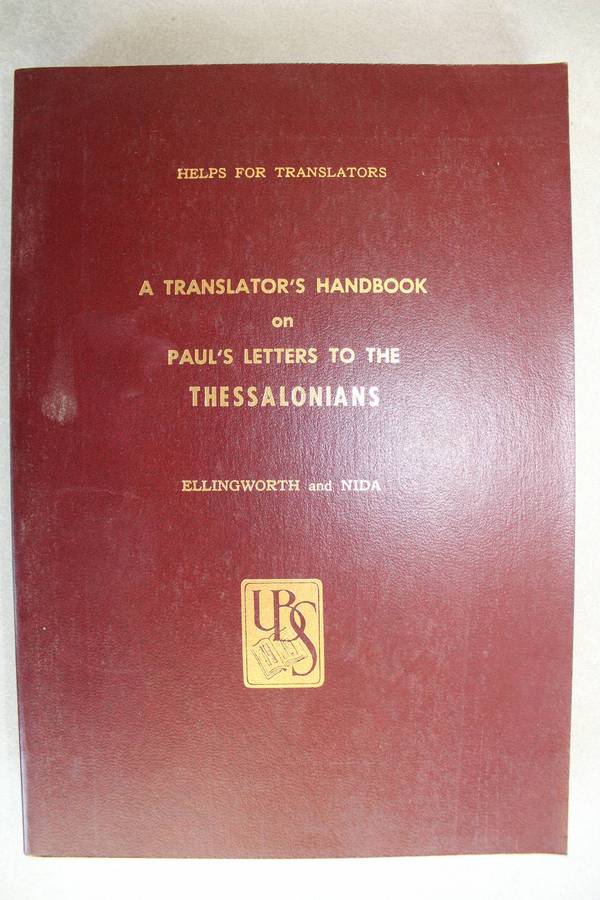 HELPS FOR TRANSLATORS
A TRANSLATOR'S HANDBOOK
on
PAUL'S LETTERS TO THE
THESSALONIANS
ELLINGWORTH and NIDA
UBS